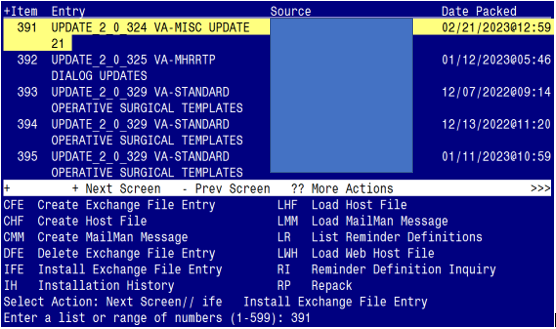 +Item  Entry  Source  Date Packed
391  UPDATE_2_0_324 VA-MISC UPDATE  02/21/2023@12:59
21
392  UPDATE_2_0_325 VA-MHRRTP  01/12/2023@05:46
DIALOG UPDATES
393  UPDATE_2_0_329 VA-STANDARD  12/07/2022@09:14
OPERATIVE SURGICAL TEMPLATES
394  UPDATE_2_0_329 VA-STANDARD  12/13/2022@11:20
OPERATIVE SURGICAL TEMPLATES
395  UPDATE_2_0_329 VA-STANDARD  01/11/2023@10:59
OPERATIVE SURGICAL TEMPLATES
+  + Next Screen  - Prev Screen  ?? More Actions  >>>
CFE  Create Exchange File Entry  LHF  Load Host File
CHF  Create Host File  LMM  Load MailMan Message
CMM  Create MailMan Message  LR  List Reminder Definitions
DFE  Delete Exchange File Entry  LWH  Load Web Host File
IFE  Install Exchange File Entry  RI  Reminder Definition Inquiry
IH  Installation History  RP  Repack
Select Action: Next Screen// ife  Install Exchange File Entry
Enter a list or range of numbers (1-599): 391